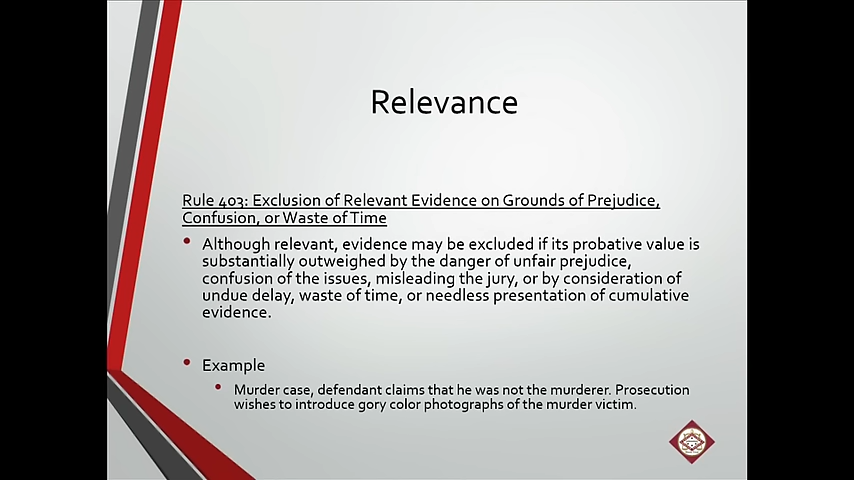 Relevance
Rule 403: Exclusion of Relevant Evidence on Grounds of Prejudice,
Confusion, or Waste of Time
• Although relevant, evidence may be excluded if its probative value is
substantially outweighed by the danger of unfair prejudice,
confusion of the issues, misleading the jury, or by consideration of
undue delay, waste of time, or needless presentation of cumulative
evidence.
• Example
• Murder case, defendant claims that he was not the murderer. Prosecution
wishes to introduce gory color photographs of the murder victim.